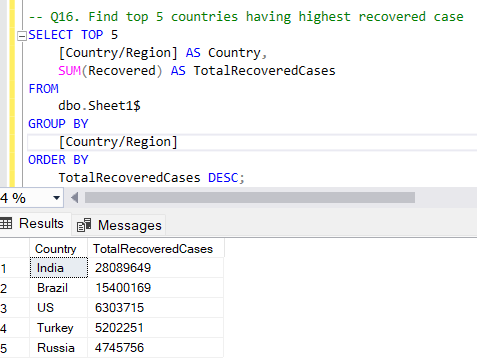 -- Q16. Find top 5 countries having highest recovered case
SELECT TOP 5
[Country/Region] AS Country,
SUM(Recovered) AS TotalRecoveredCases
FROM
dbo.Sheet1$
GROUP BY
[Country/Region]
ORDER BY
TotalRecoveredCases DESC;
4 %
Results Messages
Country TotalRecoveredCases
1 India 28089649
2 Brazil 15400169
3 US 6303715
4 Turkey 5202251
5 Russia 4745756